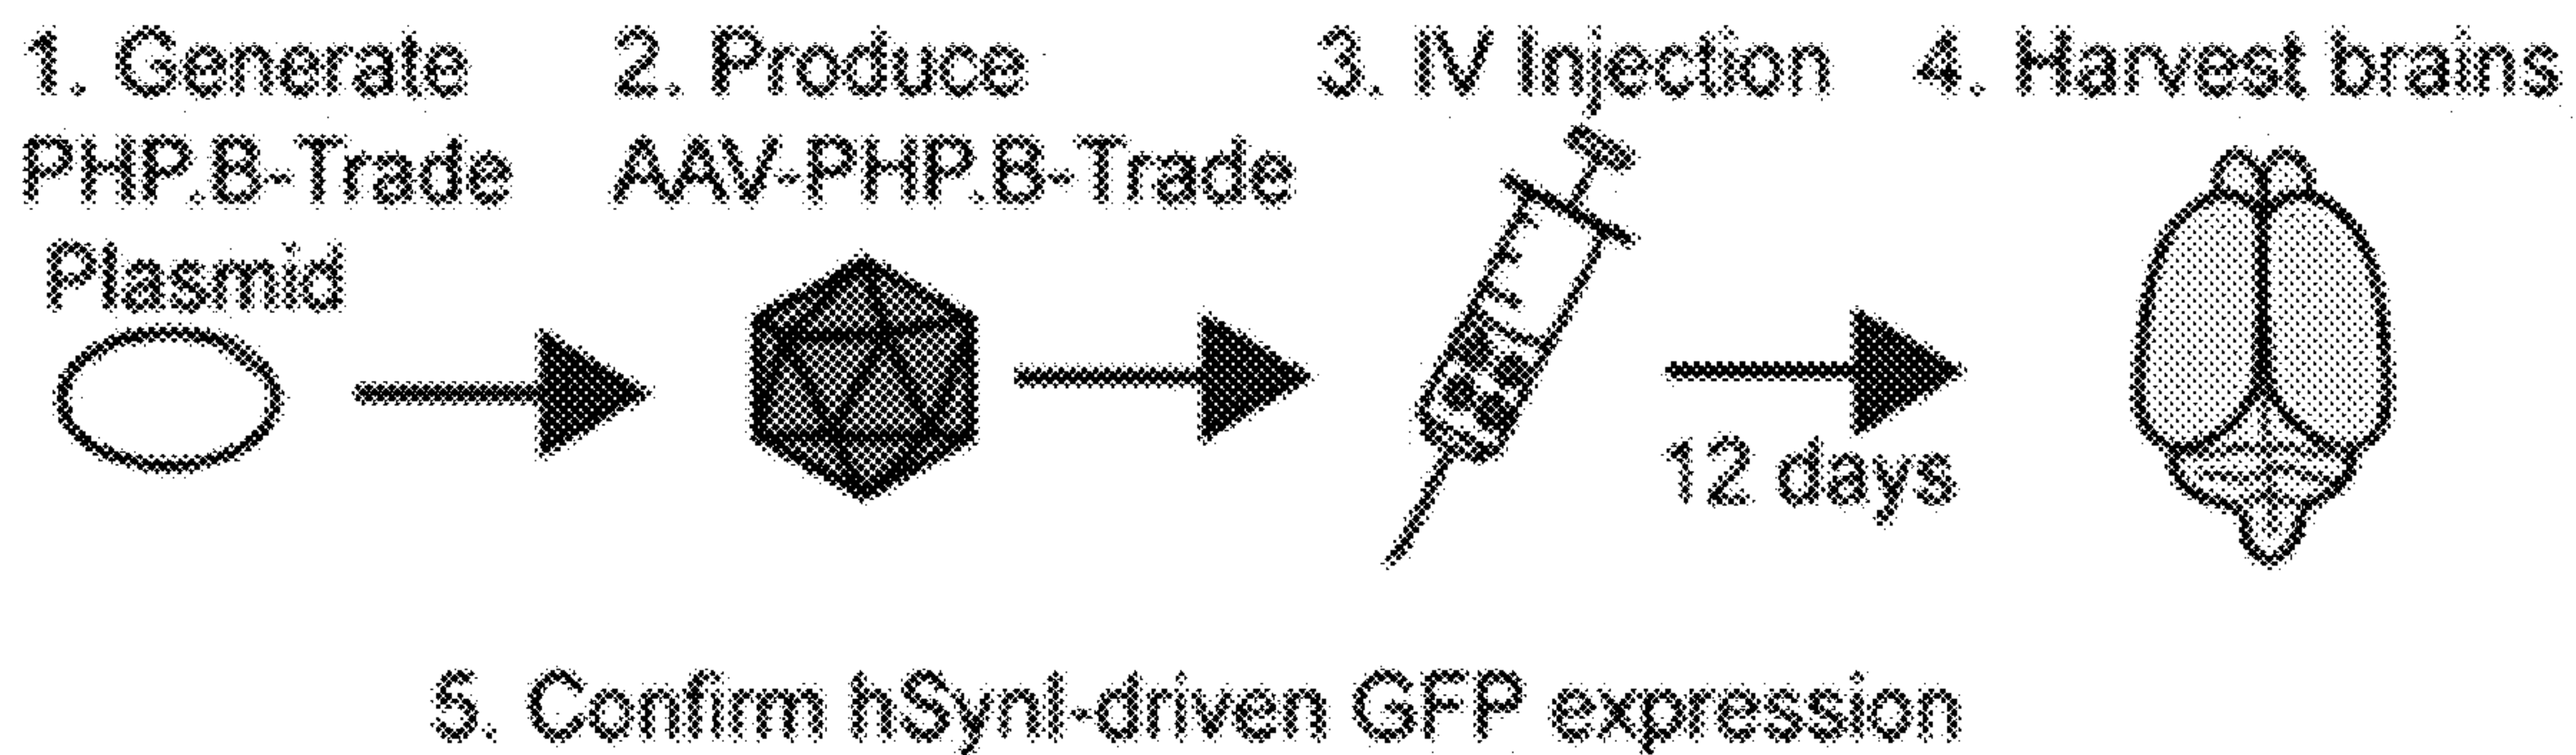 1. Generate
PHP.B-Trade
Plasmid
2. Produce
AAV-PHP.B-Trade
3. IV Injection
4. Harvest brains
12 days
5. Confirm hSynI-driven GFP expression